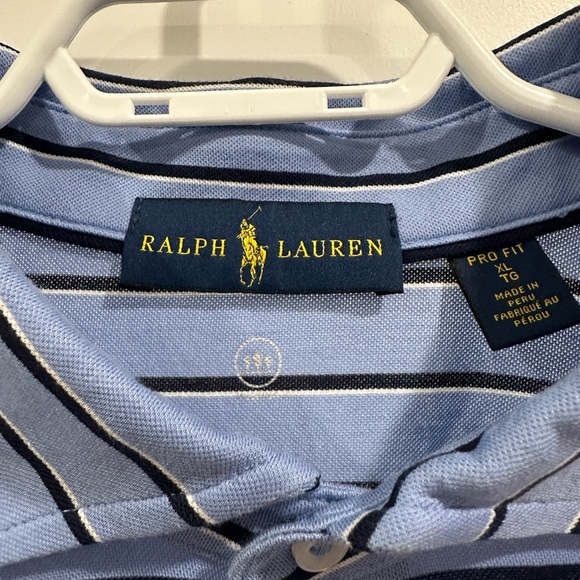 RALPH LAUREN
PRO FIT
XL
TG
MADE IN
PERU
FABRIQUÉ AU
PÉROU